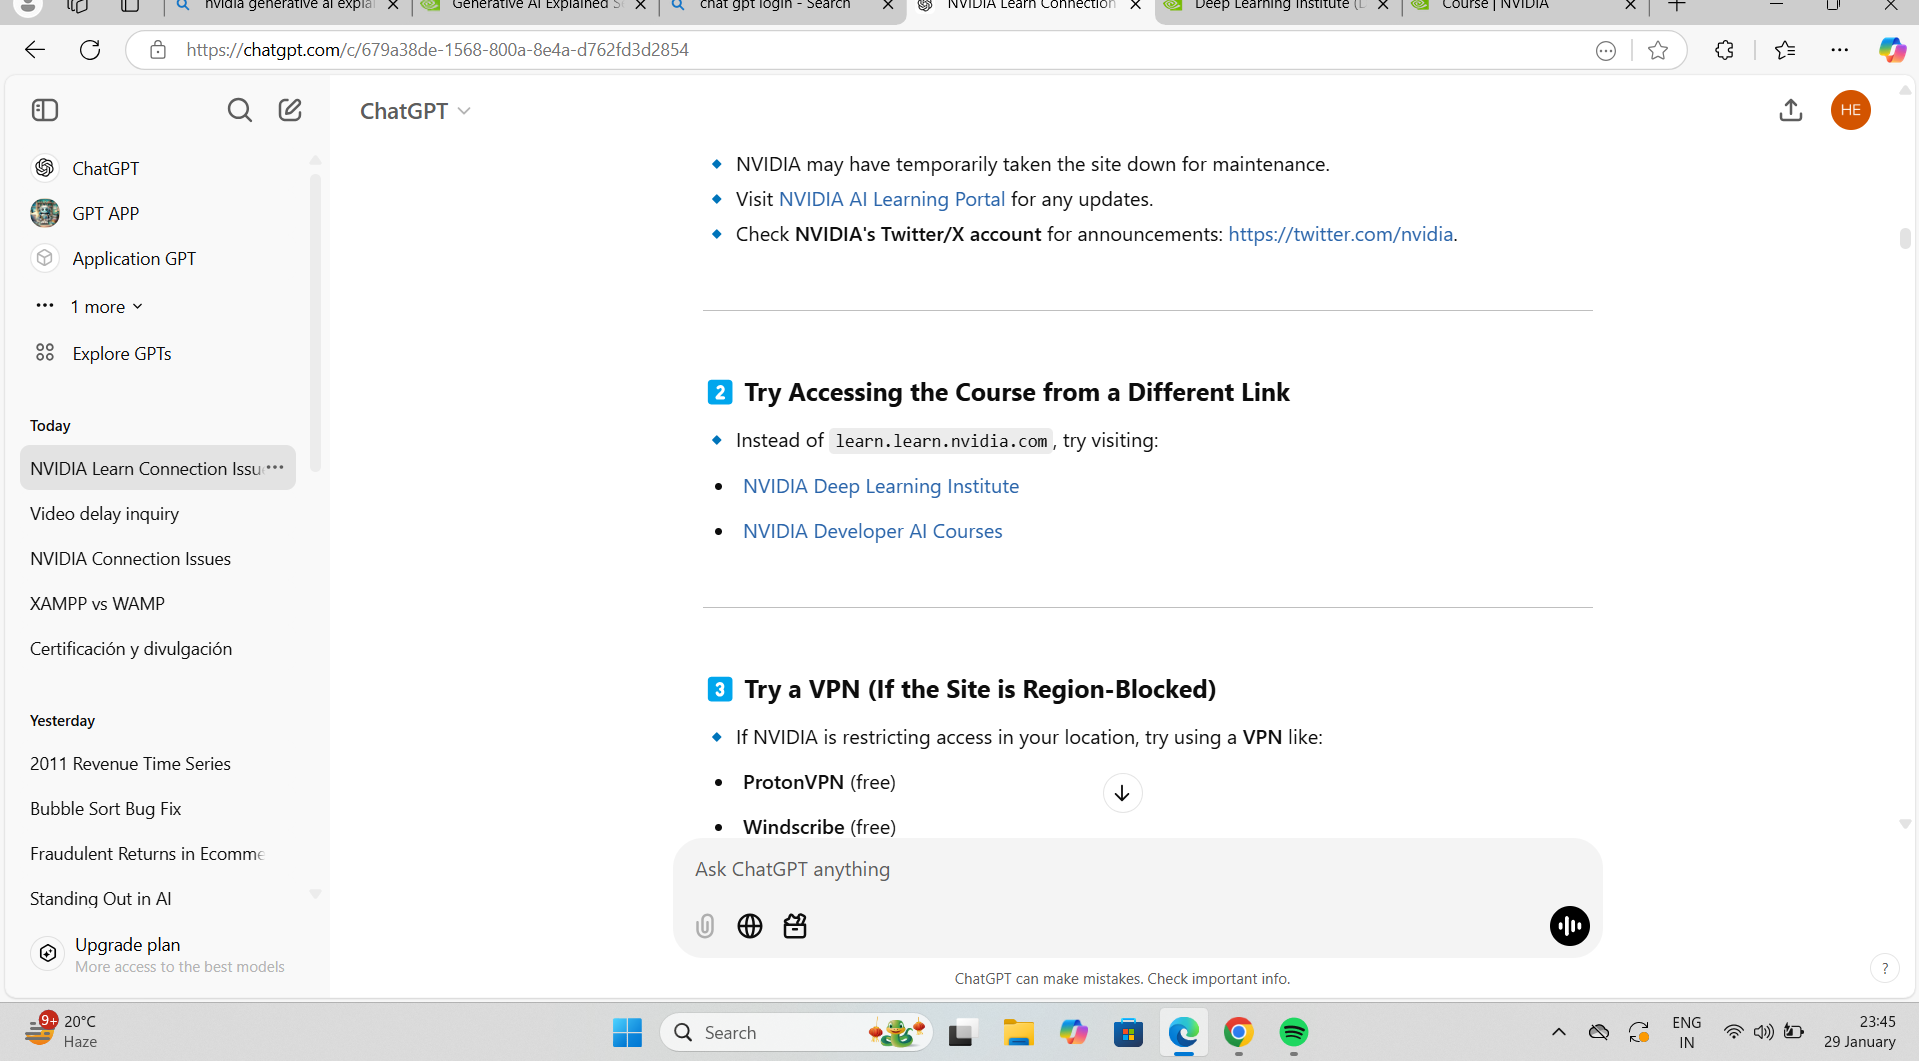 nvidia generative ai explai
Generative AI Explained S
chat gpt login - Search
NVIDIA Learn Connection
Deep Learning Institute (D
Course | NVIDIA
https://chatgpt.com/c/679a38de-1568-800a-8e4a-d762fd3d2854
ChatGPT
HE
ChatGPT
GPT APP
Application GPT
1 more
Explore GPTs
Today
NVIDIA Learn Connection Issu
Video delay inquiry
NVIDIA Connection Issues
XAMPP vs WAMP
Certificación y divulgación
Yesterday
2011 Revenue Time Series
Bubble Sort Bug Fix
Fraudulent Returns in Ecomme
Standing Out in AI
Upgrade plan
More access to the best models
NVIDIA may have temporarily taken the site down for maintenance.
Visit NVIDIA AI Learning Portal for any updates.
Check NVIDIA's Twitter/X account for announcements: https://twitter.com/nvidia.
2 Try Accessing the Course from a Different Link
Instead of learn.learn.nvidia.com, try visiting:
NVIDIA Deep Learning Institute
NVIDIA Developer AI Courses
3 Try a VPN (If the Site is Region-Blocked)
If NVIDIA is restricting access in your location, try using a VPN like:
ProtonVPN (free)
Windscribe (free)
Ask ChatGPT anything
ChatGPT can make mistakes. Check important info.
?
9+
20°C
Haze
Search
ENG
IN
23:45
29 January